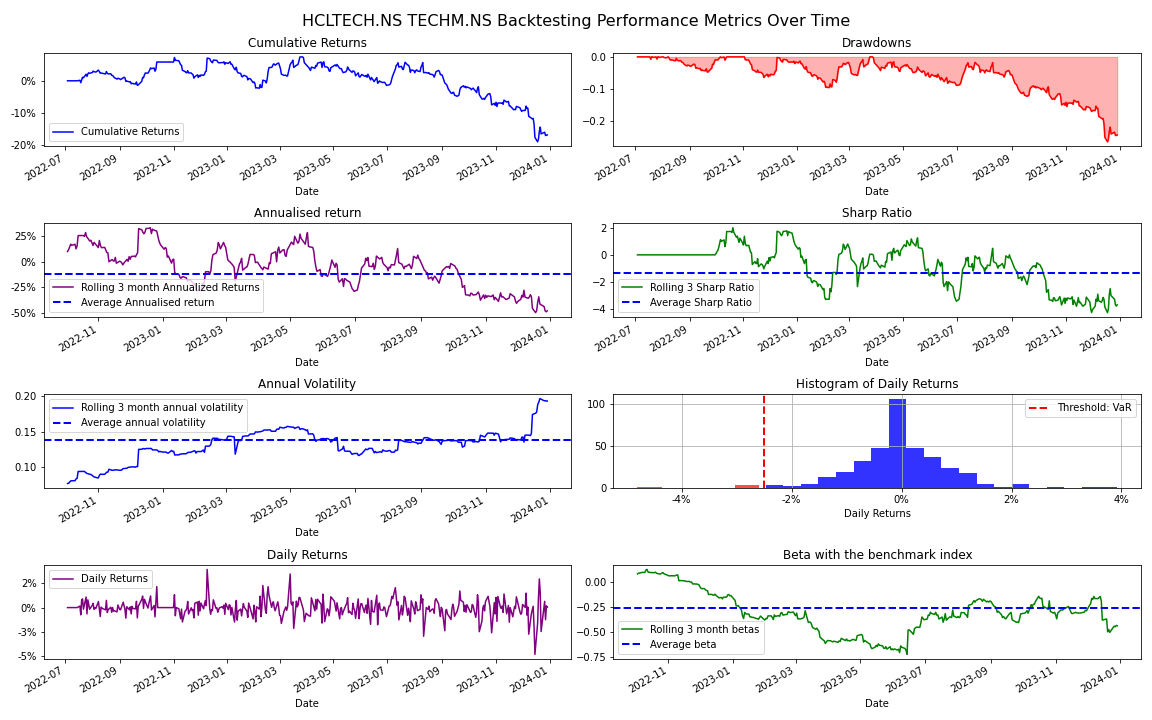 HCLTECH.NS TECHM.NS Backtesting Performance Metrics Over Time
Cumulative Returns
0%
-10%
-20%
Cumulative Returns
2022-07 2022-09 2022-11 2023-01 2023-03 2023-05 2023-07 2023-09 2023-11 2024-01
Date
Drawdowns
0.0
−0.1
−0.2
2022-07 2022-09 2022-11 2023-01 2023-03 2023-05 2023-07 2023-09 2023-11 2024-01
Date
Annualised return
25%
0%
-25%
-50%
Rolling 3 month Annualized Returns
Average Annualised return
2022-11 2023-01 2023-03 2023-05 2023-07 2023-09 2023-11 2024-01
Date
Sharp Ratio
2
0
−2
−4
Rolling 3 Sharp Ratio
Average Sharp Ratio
2022-07 2022-09 2022-11 2023-01 2023-03 2023-05 2023-07 2023-09 2023-11 2024-01
Date
Annual Volatility
0.20
0.15
0.10
Rolling 3 month annual volatility
Average annual volatility
2022-11 2023-01 2023-03 2023-05 2023-07 2023-09 2023-11 2024-01
Date
Histogram of Daily Returns
100
50
0
Threshold: VaR
-4% -2% 0% 2% 4%
Daily Returns
Daily Returns
2%
0%
-3%
-5%
Daily Returns
2022-07 2022-09 2022-11 2023-01 2023-03 2023-05 2023-07 2023-09 2023-11 2024-01
Date
Beta with the benchmark index
0.00
−0.25
−0.50
−0.75
Rolling 3 month betas
Average beta
2022-11 2023-01 2023-03 2023-05 2023-07 2023-09 2023-11 2024-01
Date